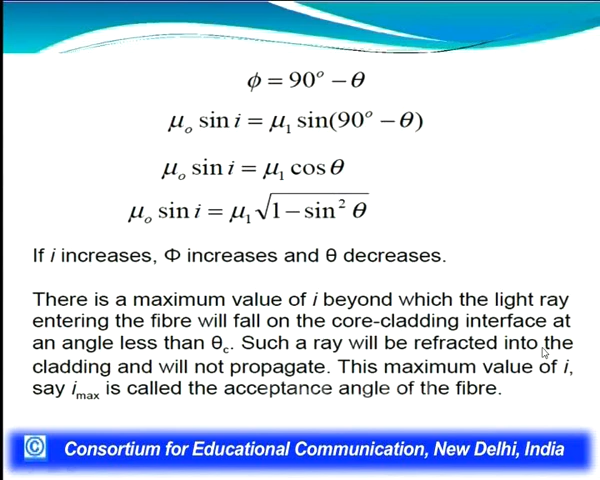 ϕ = 90° − θ
μₒ sin i = μ₁ sin(90° − θ)
μₒ sin i = μ₁ cos θ
μₒ sin i = μ₁√(1 − sin² θ)
If i increases, Φ increases and θ decreases.
There is a maximum value of i beyond which the light ray
entering the fibre will fall on the core-cladding interface at
an angle less than θc. Such a ray will be refracted into the
cladding and will not propagate. This maximum value of i,
say imax is called the acceptance angle of the fibre.
© Consortium for Educational Communication, New Delhi, India